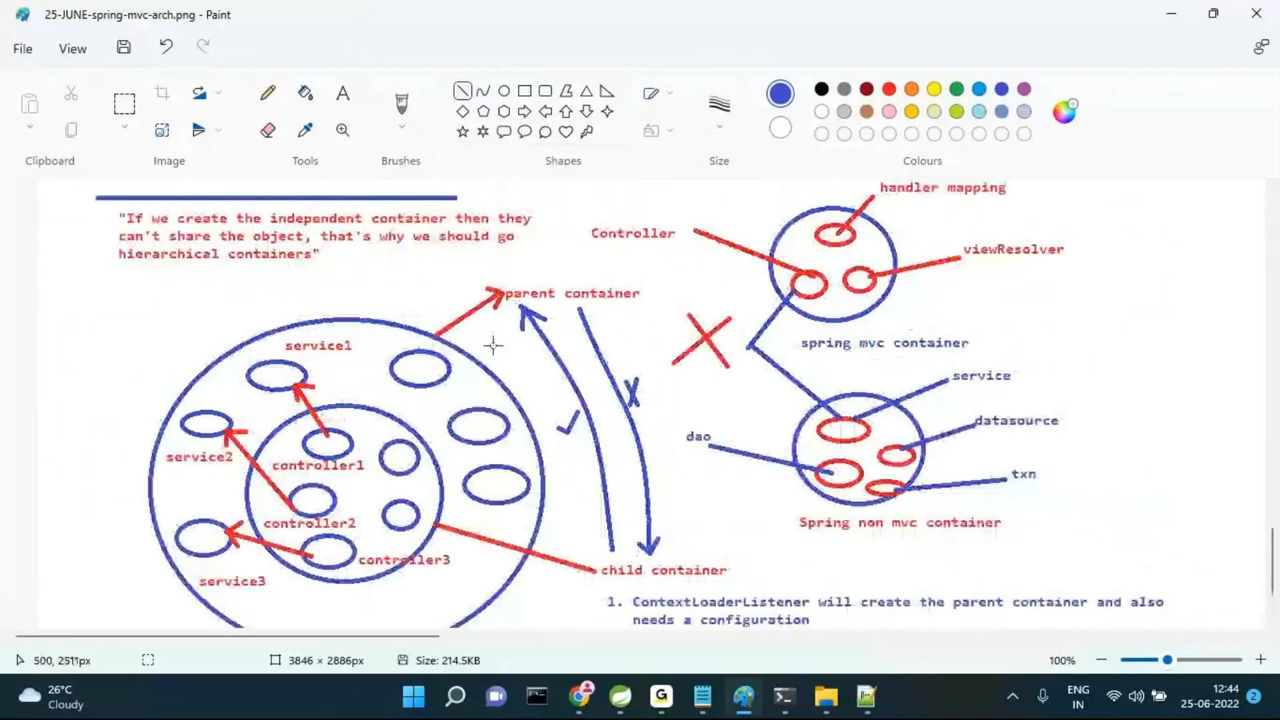 25-JUNE-spring-mvc-arch.png - Paint
File
View
Clipboard
Image
Tools
Brushes
Shapes
Size
Colours
"If we create the independent container then they
can't share the object, that's why we should go
hierarchical containers"
handler mapping
Controller
viewResolver
parent container
spring mvc container
service1
service
datasource
dao
service2
controller1
txn
controller2
Spring non mvc container
controller3
child container
service3
1. ContextLoaderListener will create the parent container and also
needs a configuration
500, 2511px
3846 × 2886px
Size: 214.5KB
100%
26°C
Cloudy
ENG
IN
12:44
25-06-2022
2